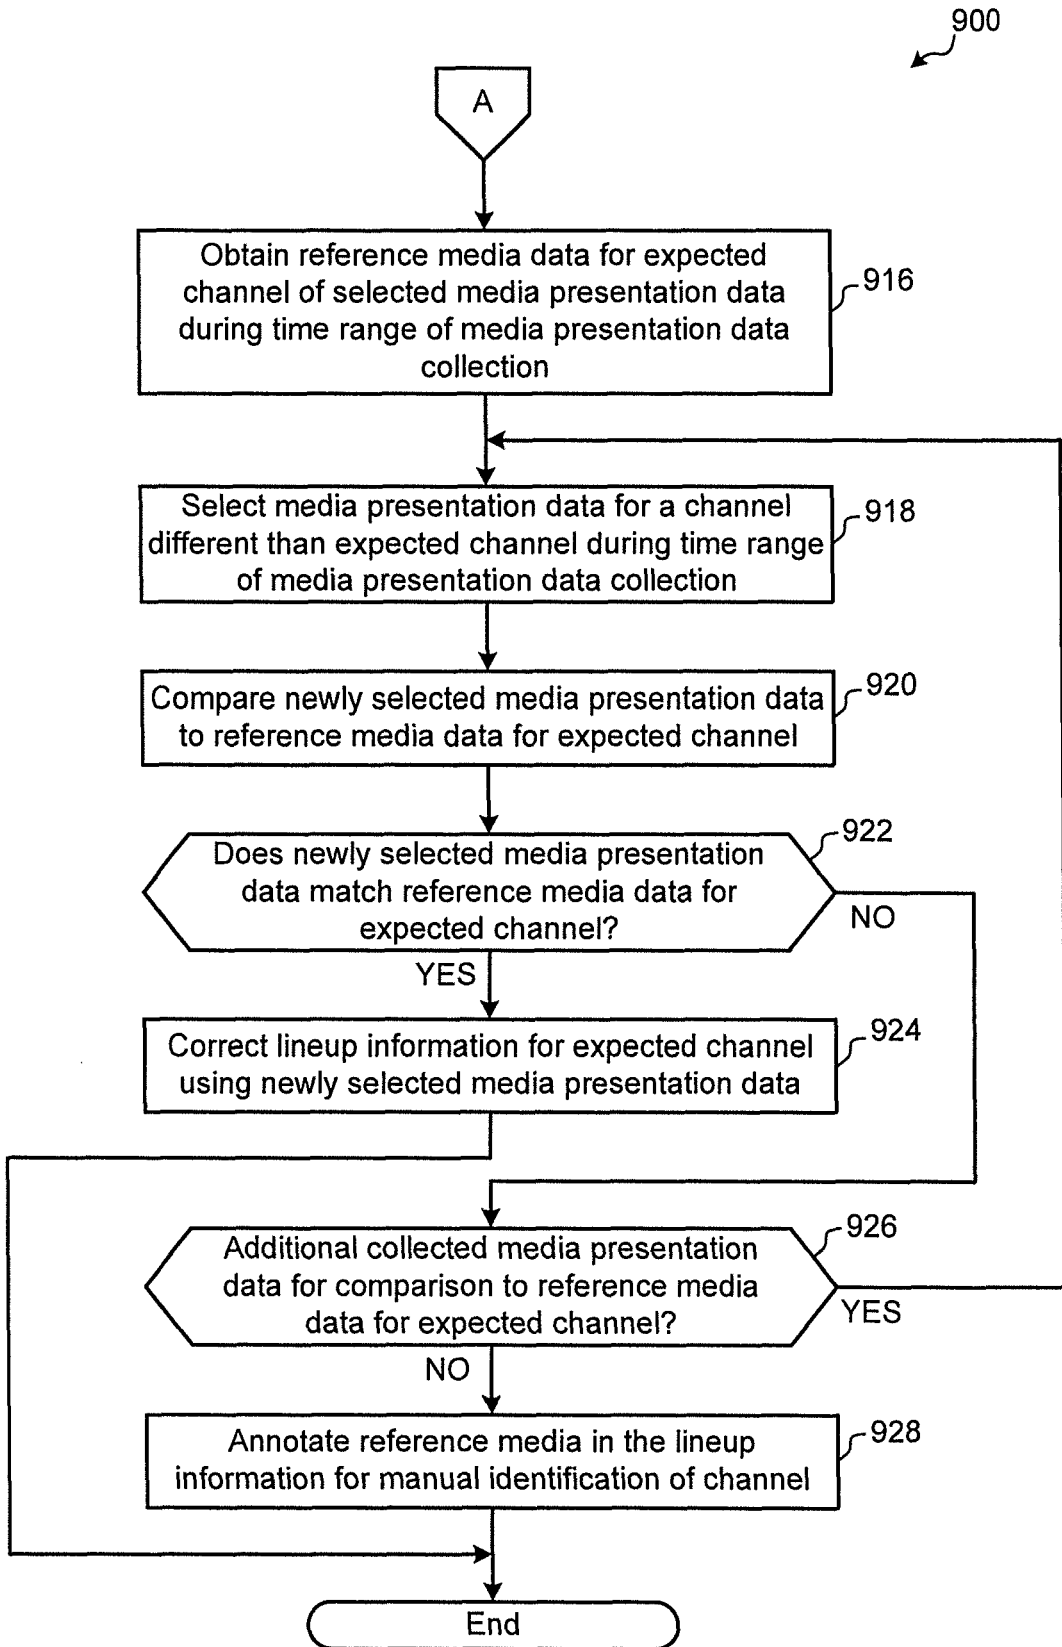 900
A
Obtain reference media data for expected
channel of selected media presentation data
during time range of media presentation data
collection
916
Select media presentation data for a channel
different than expected channel during time range
of media presentation data collection
918
Compare newly selected media presentation data
to reference media data for expected channel
920
Does newly selected media presentation
data match reference media data for
expected channel?
922
NO
YES
Correct lineup information for expected channel
using newly selected media presentation data
924
Additional collected media presentation
data for comparison to reference media
data for expected channel?
926
YES
NO
Annotate reference media in the lineup
information for manual identification of channel
928
End